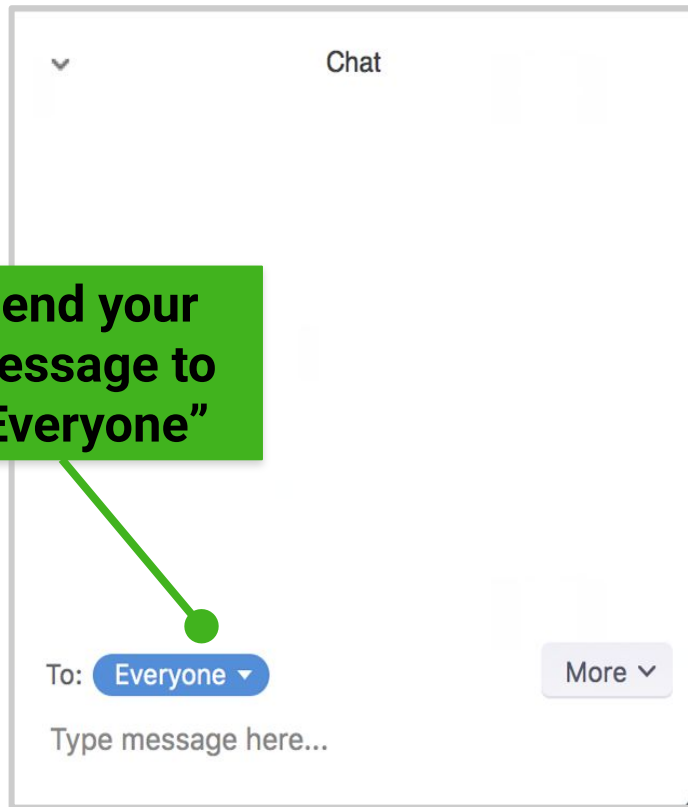 Chat
end your
essage to
Everyone”
To: Everyone
More
Type message here...